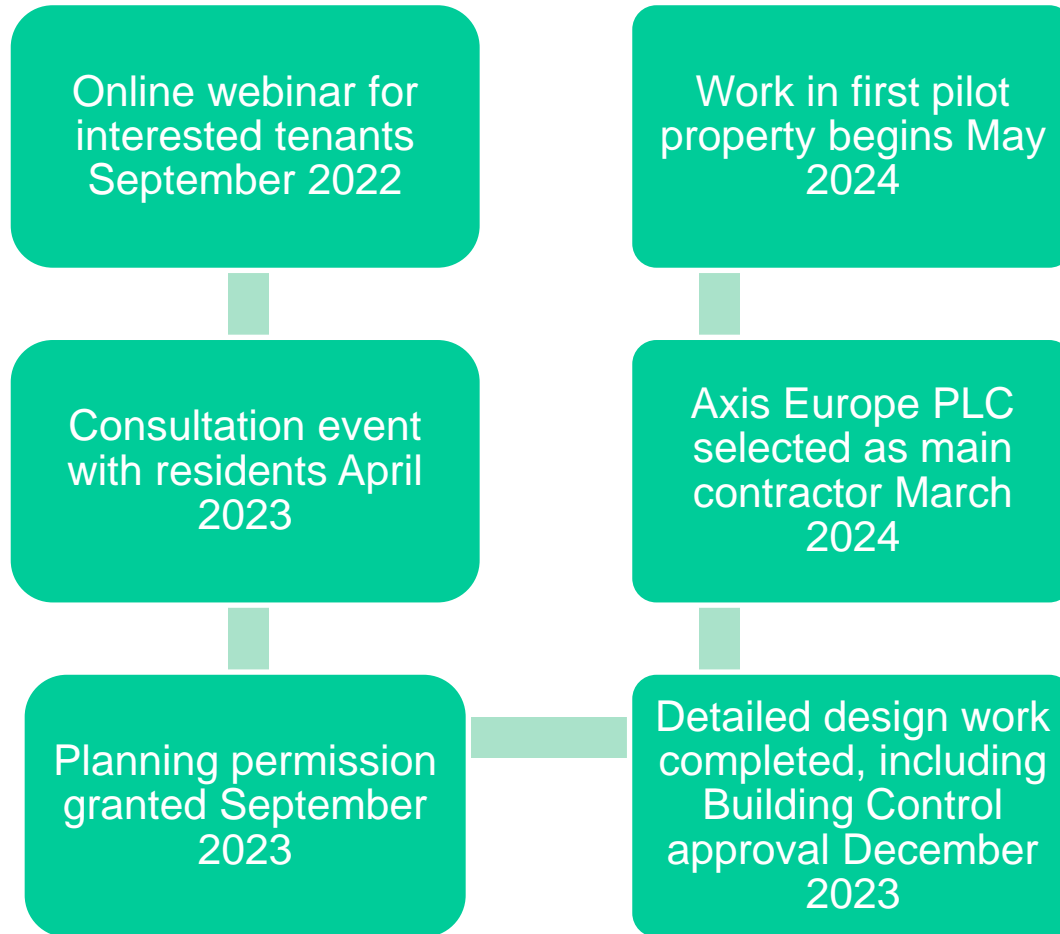 Online webinar for
interested tenants
September 2022
Consultation event
with residents April
2023
Planning permission
granted September
2023
Detailed design work
completed, including
Building Control
approval December
2023
Axis Europe PLC
selected as main
contractor March
2024
Work in first pilot
property begins May
2024